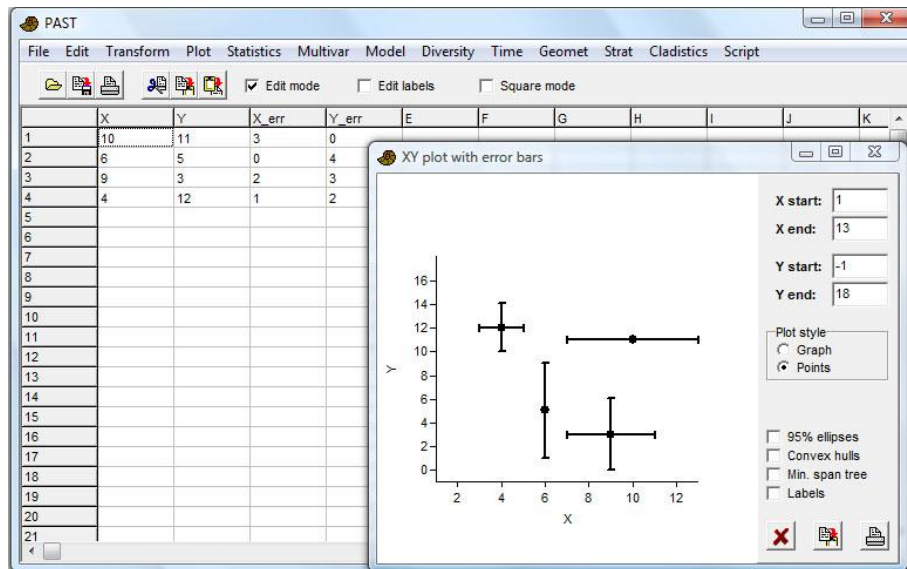 PAST
File Edit Transform Plot Statistics Multivar Model Diversity Time Geomet Strat Cladistics Script
Edit mode Edit labels Square mode
X Y X_err Y_err E F G H I J K
1 10 11 3 0
2 6 5 0 4
3 9 3 2 3
4 4 12 1 2
5
6
7
8
9
10
11
12
13
14
15
16
17
18
19
20
21
XY plot with error bars
X start: 1
X end: 13
Y start: -1
Y end: 18
Plot style
Graph
Points
95% ellipses
Convex hulls
Min. span tree
Labels
16
14
12
10
8
6
4
2
0
Y
2 4 6 8 10 12
X